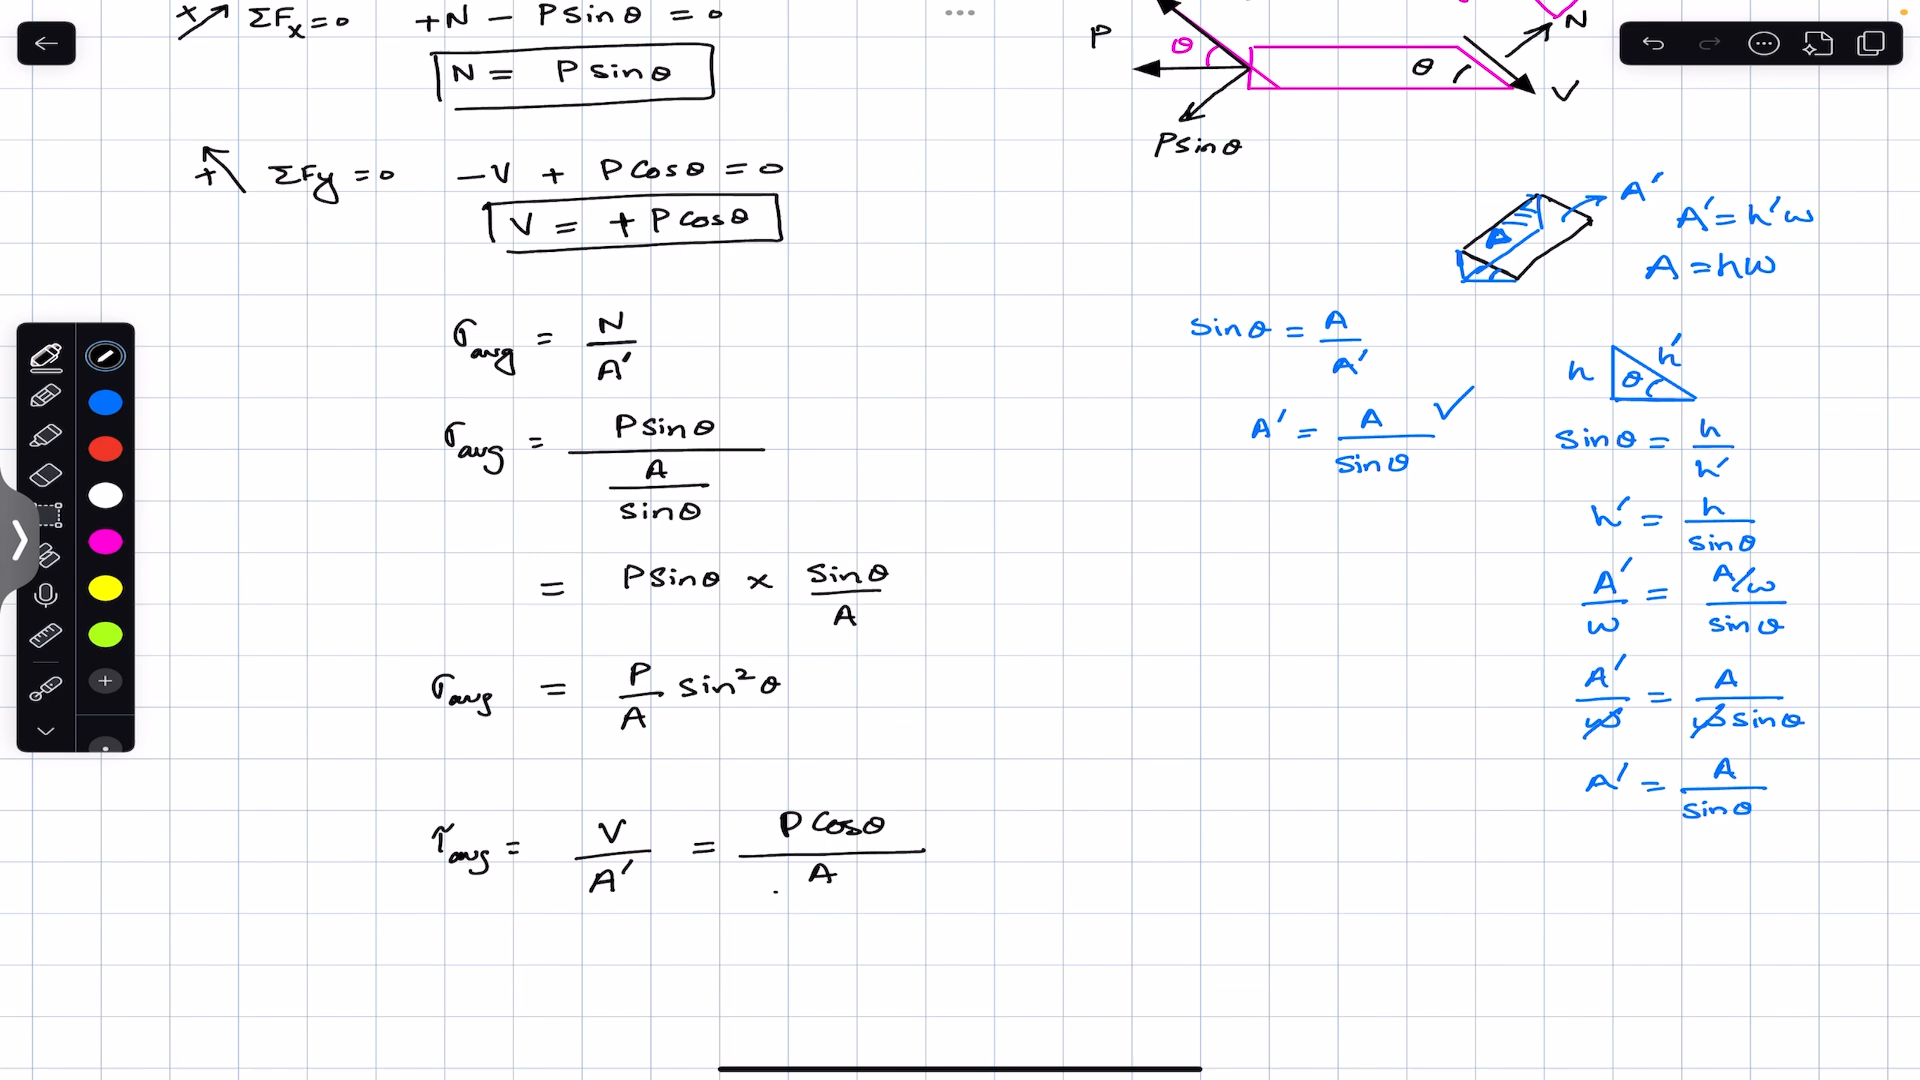 + ΣFx = 0 +N − P sin θ = 0
N = P sin θ
+ ΣFy = 0 −V + P Cos θ = 0
V = + P cos θ
σavg = N / A'
σavg = P sin θ / (A / sin θ)
= P sin θ × sin θ / A
σavg = P / A sin² θ
τavg = V / A' = P Cos θ / A
P
θ
θ
N
V
P sin θ
A'
A
A' = h'w
A = hw
sin θ = A / A'
A' = A / sin θ ✓
h
h'
θ
sin θ = h / h'
h' = h / sin θ
A' / w = A/w / sin θ
A' / w = A / w sin θ
A' = A / sin θ